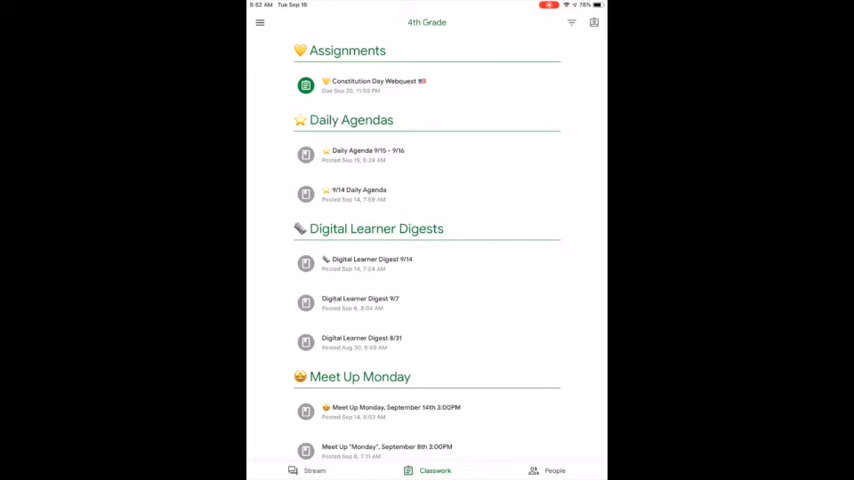 8:52 AM Tue Sep 15
78%
4th Grade
Assignments
Constitution Day Webquest
Due Sep 20, 11:59 PM
Daily Agendas
Daily Agenda 9/15 - 9/16
Posted Sep 15, 6:24 AM
9/14 Daily Agenda
Posted Sep 14, 7:59 AM
Digital Learner Digests
Digital Learner Digest 9/14
Posted Sep 14, 7:04 AM
Digital Learner Digest 9/7
Posted Sep 6, 8:04 AM
Digital Learner Digest 8/31
Posted Aug 30, 9:49 AM
Meet Up Monday
Meet Up Monday, September 14th 3:00PM
Posted Sep 14, 8:03 AM
Meet Up "Monday", September 8th 3:00PM
Posted Sep 8, 7:11 AM
Stream
Classwork
People